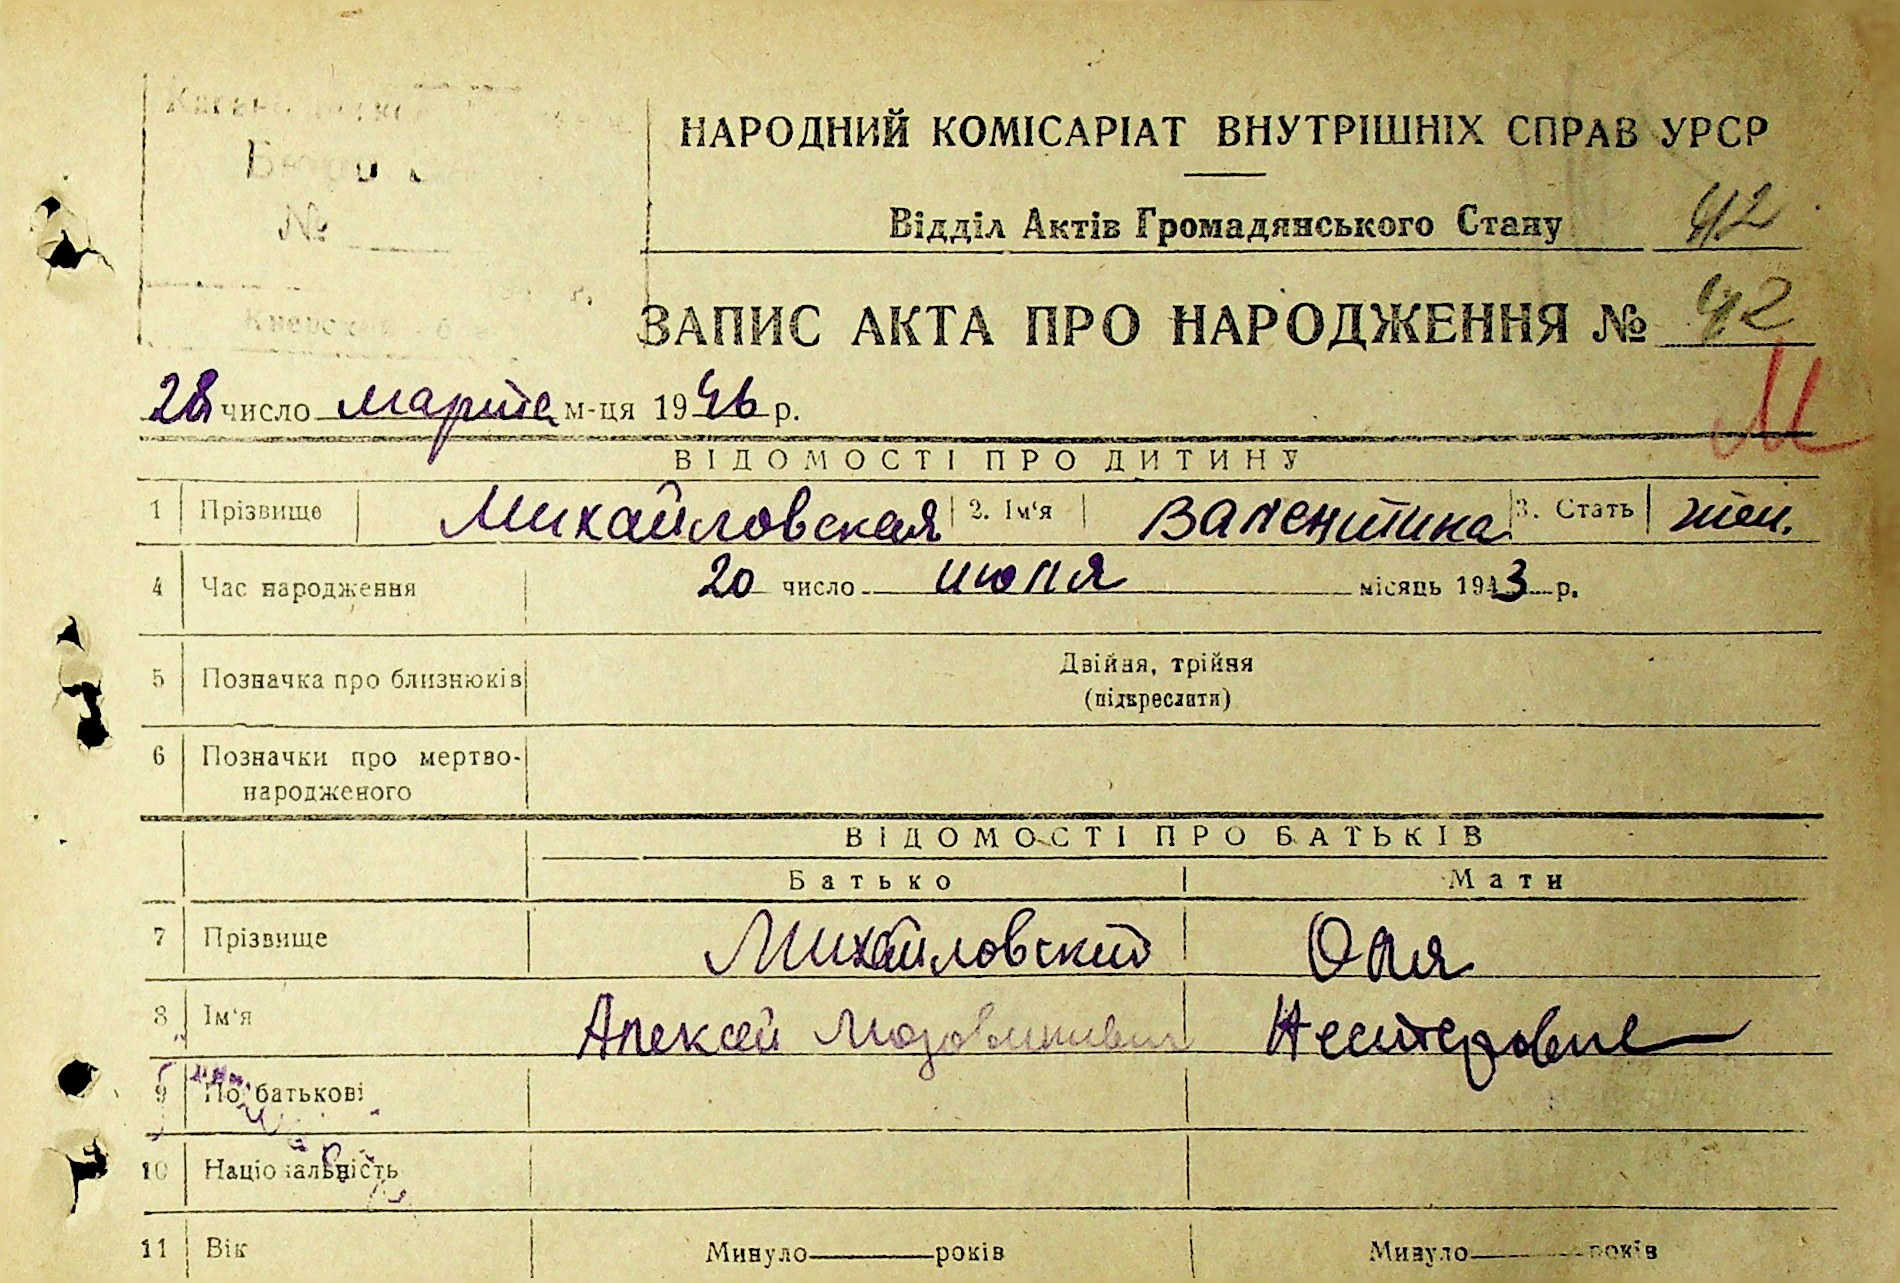 №
НАРОДНИЙ КОМІСАРІАТ ВНУТРІШНІХ СПРАВ УРСР
Відділ Актів Громадянського Стану 42
ЗАПИС АКТА ПРО НАРОДЖЕННЯ № 42
М
28 число марта м-ця 1946 р.
ВІДОМОСТІ ПРО ДИТИНУ
1 Прізвище Михайловская 2. Ім'я Валентина 3. Стать жен.
4 Час народження 20 число июля місяць 1943 р.
5 Позначка про близнюків Двійня, трійня
(підкреслити)
6 Позначки про мертво-
народженого
ВІДОМОСТІ ПРО БАТЬКІВ
Батько Мати
7 Прізвище Михайловский Оля
8 Ім'я Алексей Нестеровне
9 По батькові
10 Національність
11 Вік Минуло років Минуло років